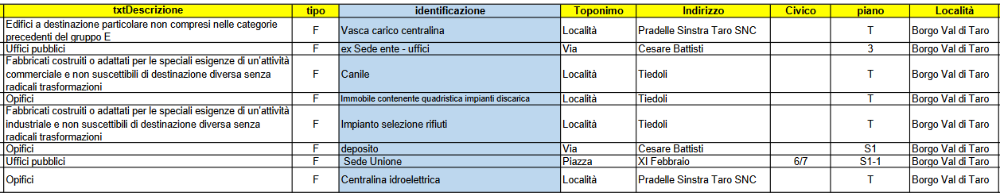 txtDescrizione tipo identificazione Toponimo Indirizzo Civico piano Località
Edifici a destinazione particolare non compresi nelle categorie
precedenti del gruppo E F Vasca carico centralina Località Pradelle Sinstra Taro SNC T Borgo Val di Taro
Uffici pubblici F ex Sede ente - uffici Via Cesare Battisti 3 Borgo Val di Taro
Fabbricati costruiti o adattati per le speciali esigenze di un'attività
commerciale e non suscettibili di destinazione diversa senza F Canile Località Tiedoli T Borgo Val di Taro
radicali trasformazioni
Opifici F Immobile contenente quadristica impianti discarica Località Tiedoli T Borgo Val di Taro
Fabbricati costruiti o adattati per le speciali esigenze di un'attività
industriale e non suscettibili di destinazione diversa senza F Impianto selezione rifiuti Località Tiedoli T Borgo Val di Taro
radicali trasformazioni
Opifici F deposito Via Cesare Battisti S1 Borgo Val di Taro
Uffici pubblici F Sede Unione Piazza XI Febbraio 6/7 S1-1 Borgo Val di Taro
Opifici F Centralina idroelettrica Località Pradelle Sinstra Taro SNC T Borgo Val di Taro